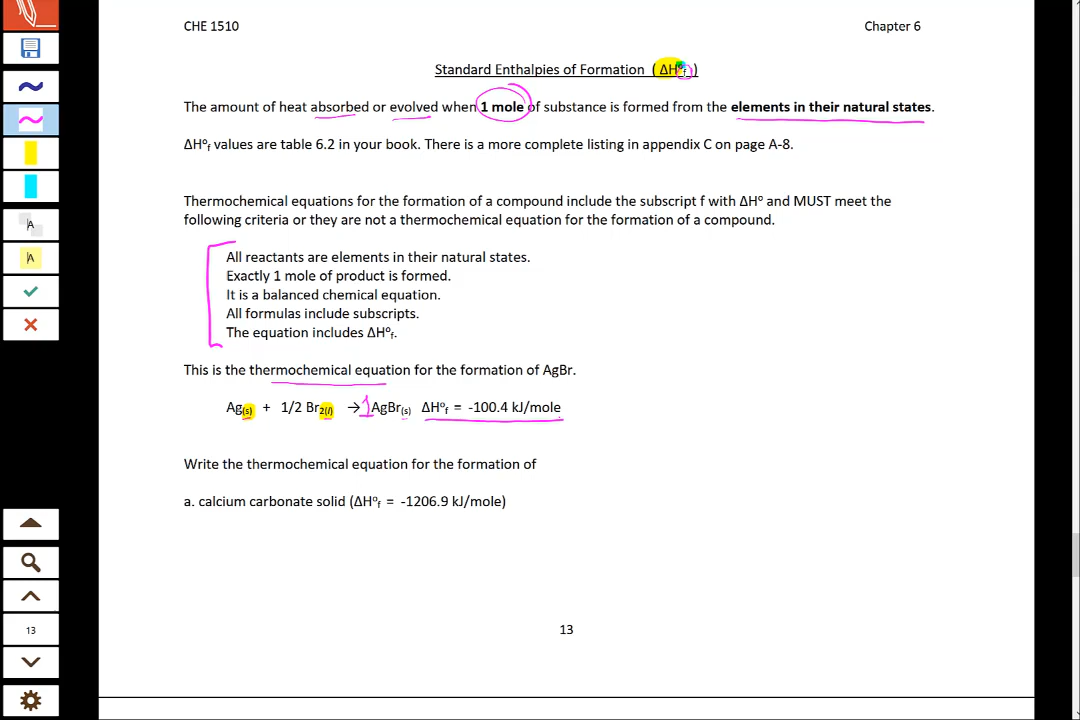 CHE 1510 Chapter 6
Standard Enthalpies of Formation ( ΔH°f )
The amount of heat absorbed or evolved when 1 mole of substance is formed from the elements in their natural states.
ΔH°f values are table 6.2 in your book. There is a more complete listing in appendix C on page A-8.
Thermochemical equations for the formation of a compound include the subscript f with ΔH° and MUST meet the
following criteria or they are not a thermochemical equation for the formation of a compound.
All reactants are elements in their natural states.
Exactly 1 mole of product is formed.
It is a balanced chemical equation.
All formulas include subscripts.
The equation includes ΔH°f.
This is the thermochemical equation for the formation of AgBr.
Ag(s) + 1/2 Br2(l) → 1 AgBr(s) ΔH°f = -100.4 kJ/mole
Write the thermochemical equation for the formation of
a. calcium carbonate solid (ΔH°f = -1206.9 kJ/mole)
13
13
A
A